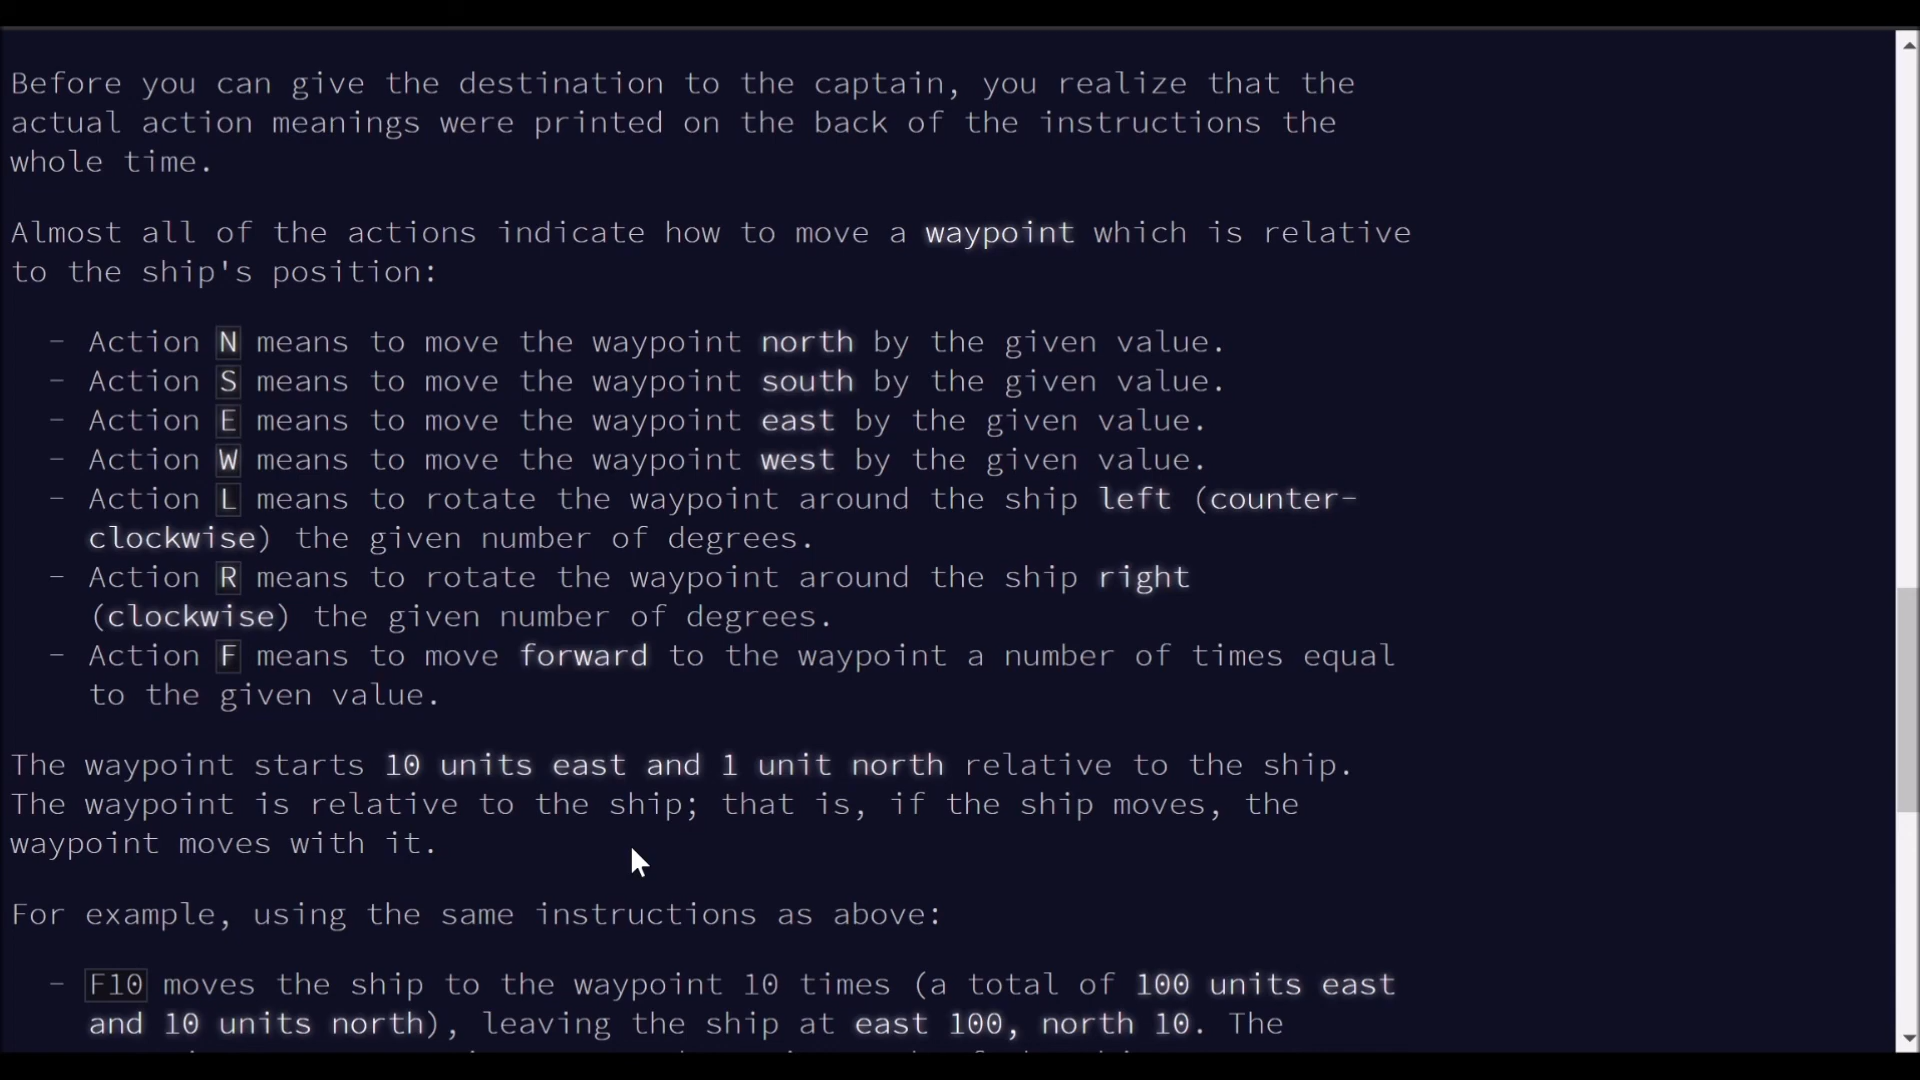 Before you can give the destination to the captain, you realize that the
actual action meanings were printed on the back of the instructions the
whole time.
Almost all of the actions indicate how to move a waypoint which is relative
to the ship's position:
- Action N means to move the waypoint north by the given value.
- Action S means to move the waypoint south by the given value.
- Action E means to move the waypoint east by the given value.
- Action W means to move the waypoint west by the given value.
- Action L means to rotate the waypoint around the ship left (counter-
clockwise) the given number of degrees.
- Action R means to rotate the waypoint around the ship right
(clockwise) the given number of degrees.
- Action F means to move forward to the waypoint a number of times equal
to the given value.
The waypoint starts 10 units east and 1 unit north relative to the ship.
The waypoint is relative to the ship; that is, if the ship moves, the
waypoint moves with it.
For example, using the same instructions as above:
- F10 moves the ship to the waypoint 10 times (a total of 100 units east
and 10 units north), leaving the ship at east 100, north 10. The